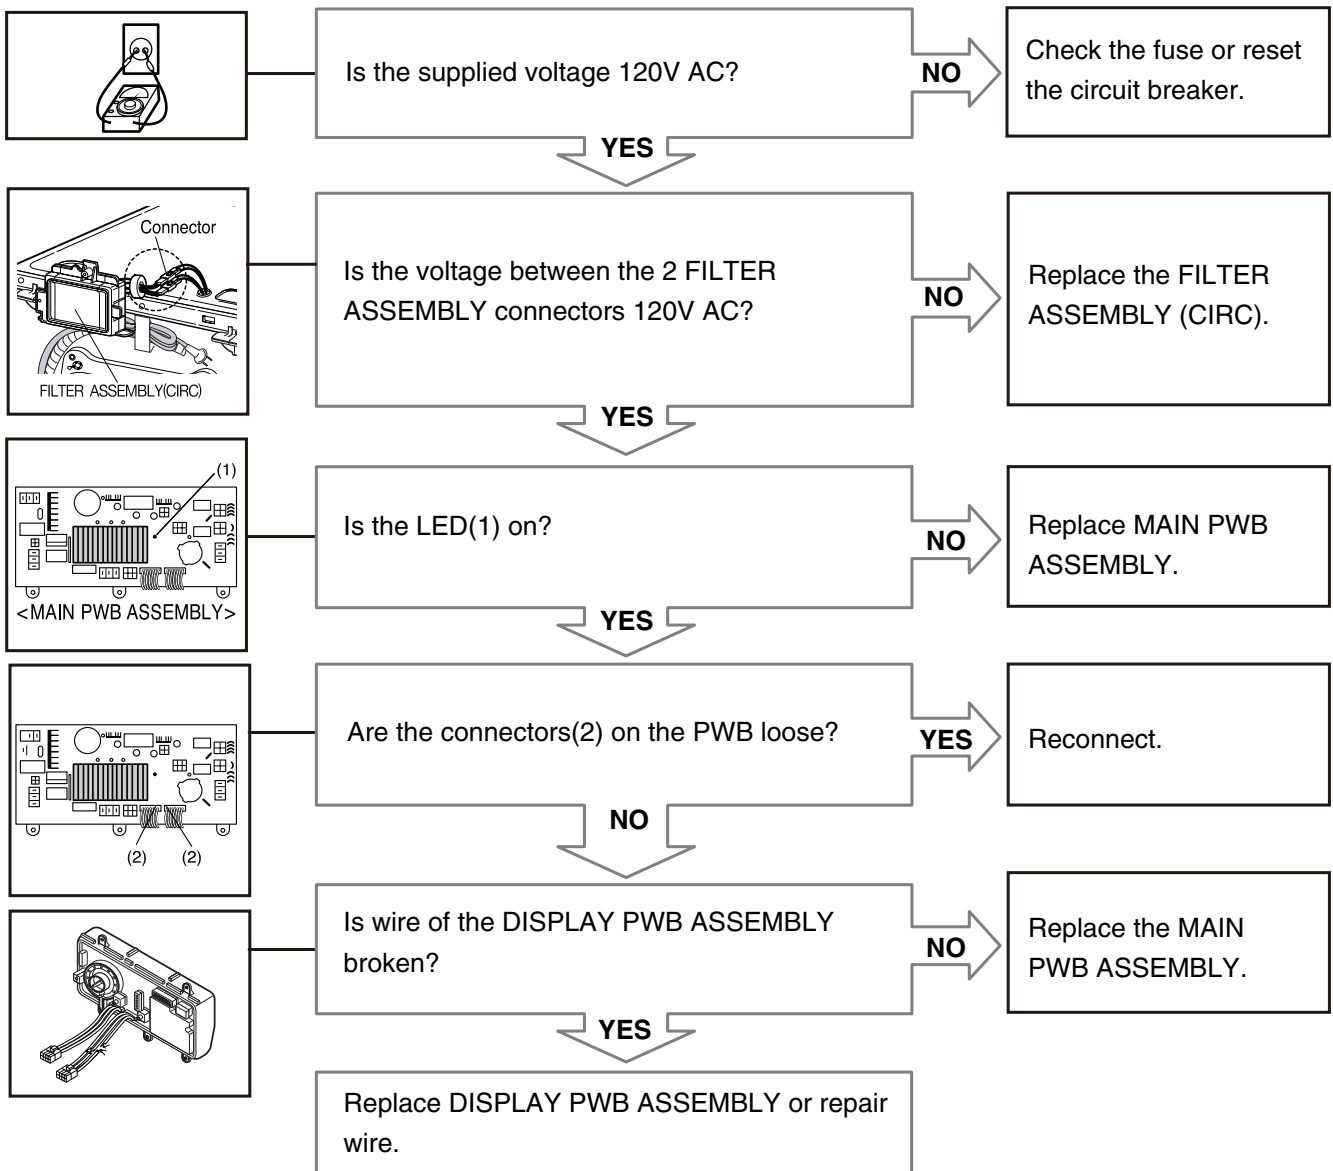 Is the supplied voltage 120V AC?
NO
Check the fuse or reset
the circuit breaker.
YES
Connector
FILTER ASSEMBLY(CIRC)
Is the voltage between the 2 FILTER
ASSEMBLY connectors 120V AC?
NO
Replace the FILTER
ASSEMBLY (CIRC).
YES
(1)
<MAIN PWB ASSEMBLY>
Is the LED(1) on?
NO
Replace MAIN PWB
ASSEMBLY.
YES
(2) (2)
Are the connectors(2) on the PWB loose?
YES
Reconnect.
NO
Is wire of the DISPLAY PWB ASSEMBLY
broken?
NO
Replace the MAIN
PWB ASSEMBLY.
YES
Replace DISPLAY PWB ASSEMBLY or repair
wire.